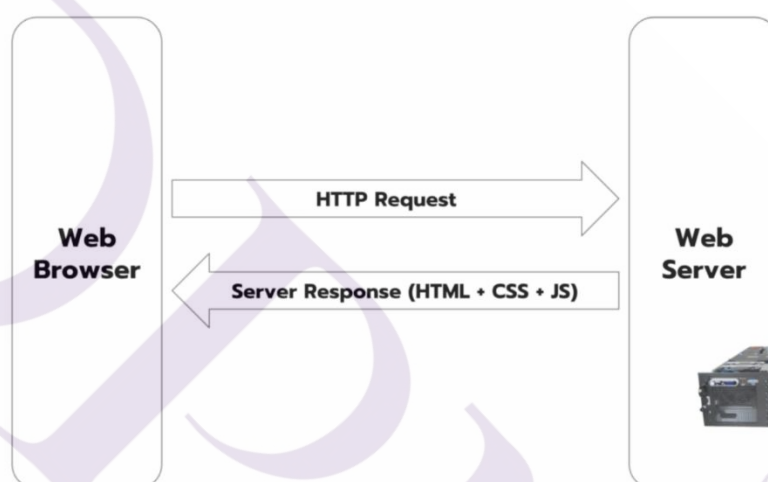 HTTP Request
Web
Browser
Web
Server
Server Response (HTML + CSS + JS)